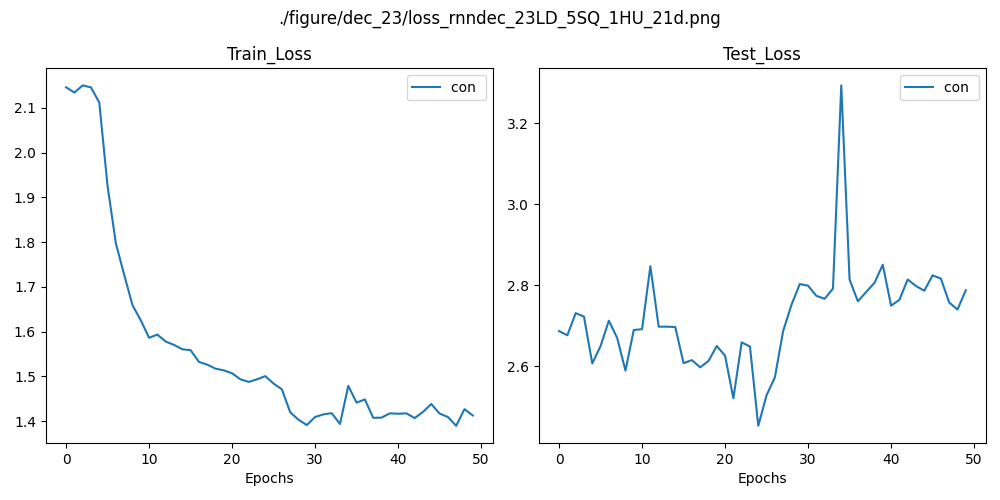 ./figure/dec_23/loss_rnndec_23LD_5SQ_1HU_21d.png
Train_Loss
con
2.1
2.0
1.9
1.8
1.7
1.6
1.5
1.4
0 10 20 30 40 50
Epochs
Test_Loss
con
3.2
3.0
2.8
2.6
0 10 20 30 40 50
Epochs